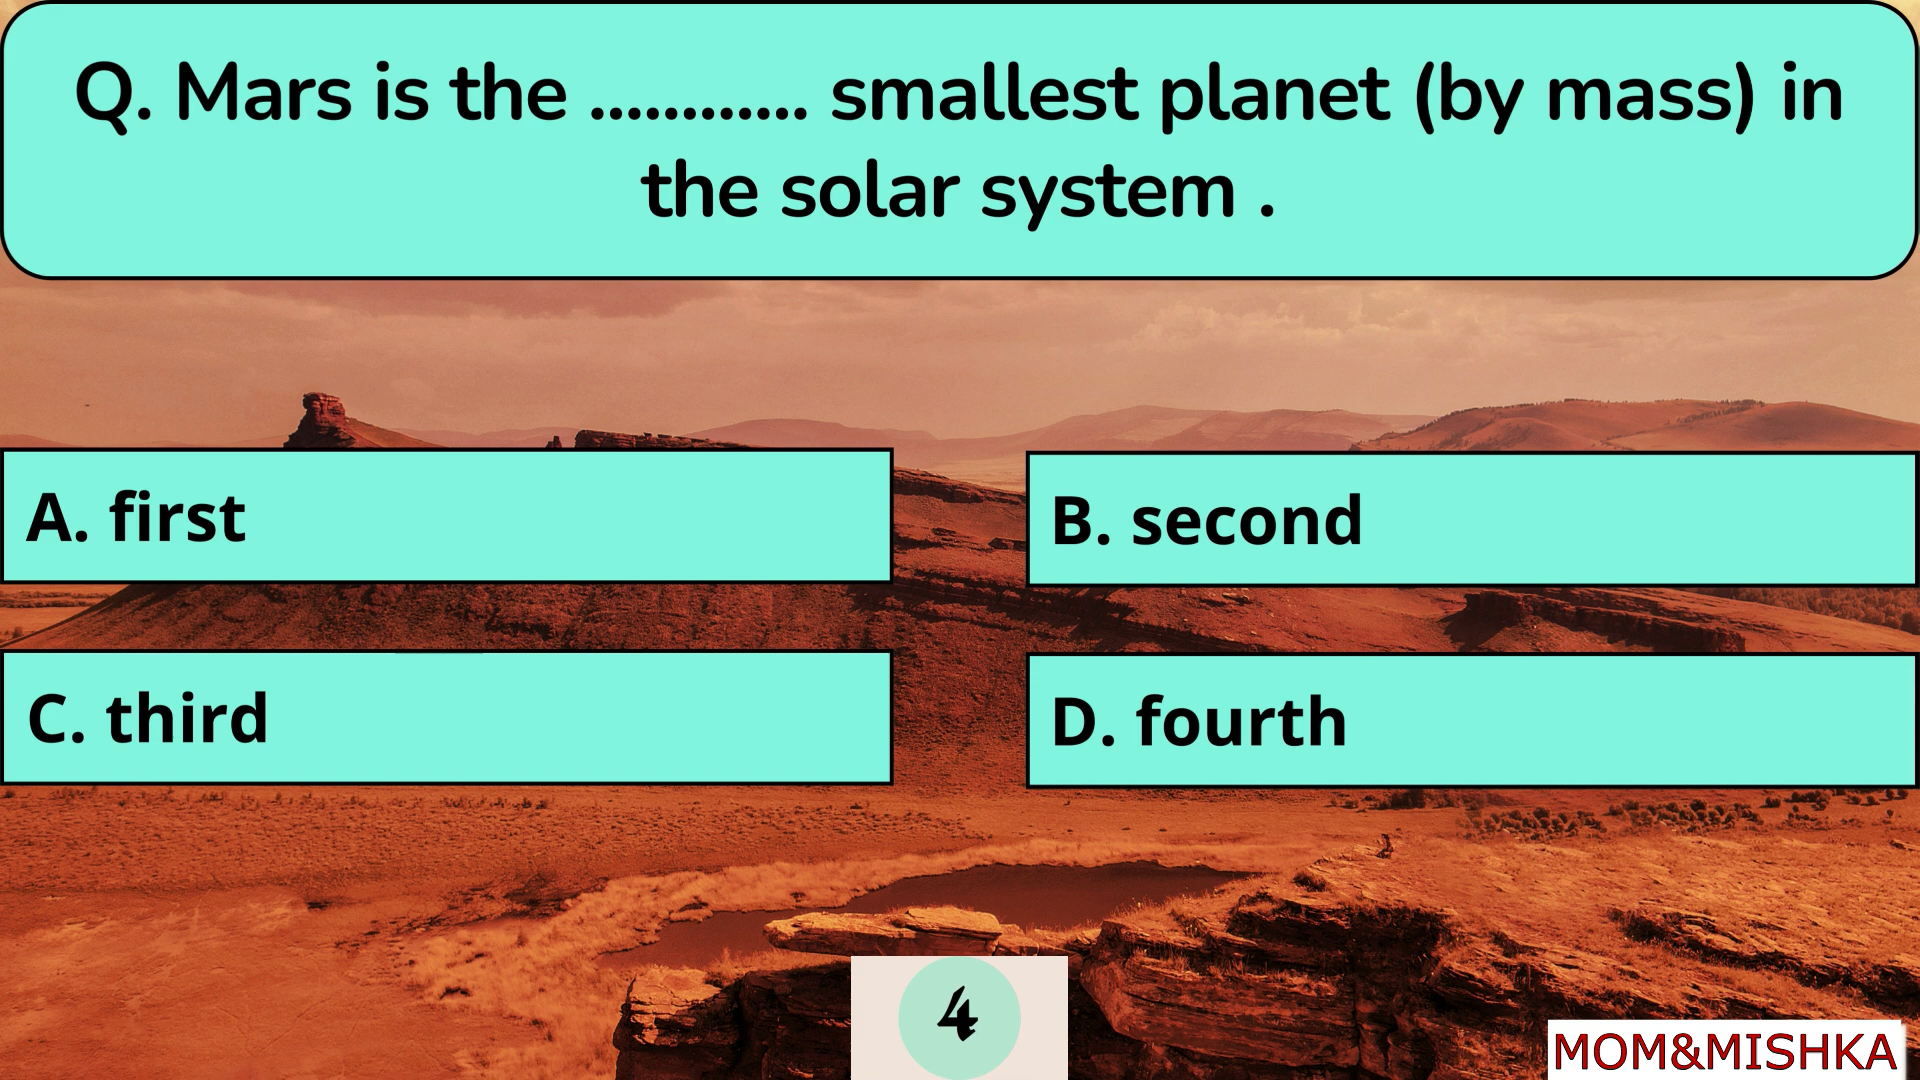 Q. Mars is the ............ smallest planet (by mass) in
the solar system .
A. first
B. second
C. third
D. fourth
4
MOM&MISHKA